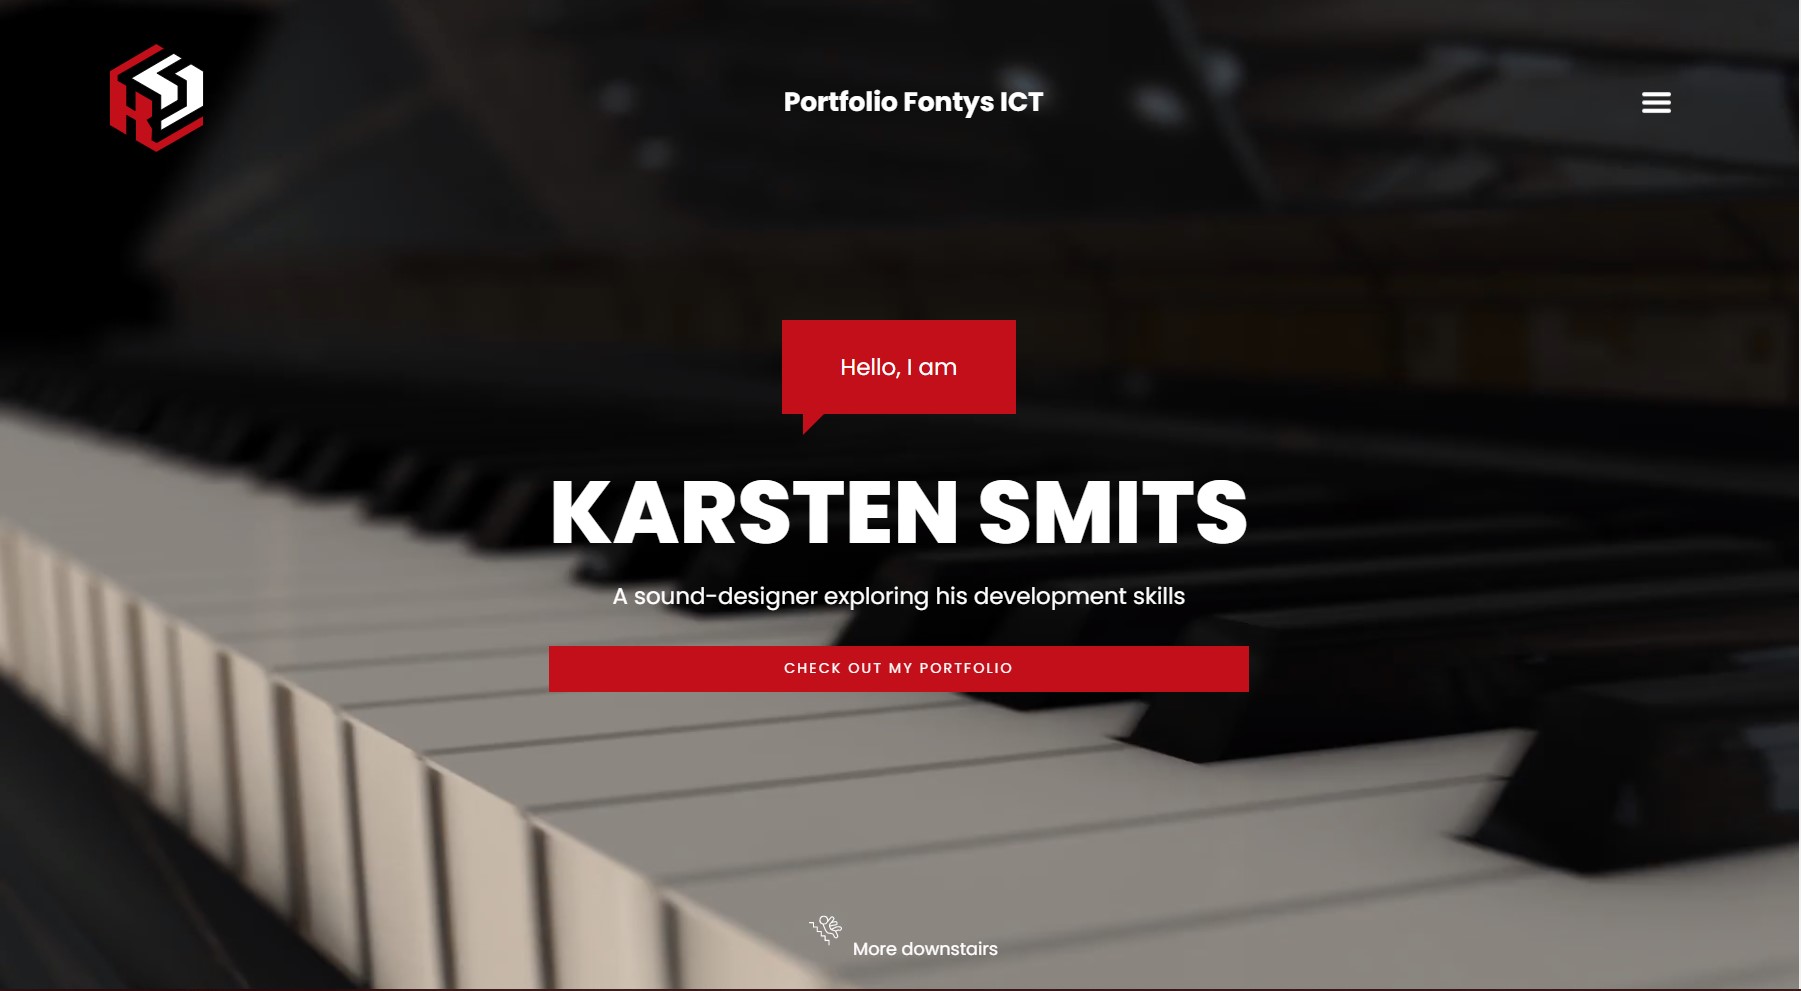 Portfolio Fontys ICT
Hello, I am
KARSTEN SMITS
A sound-designer exploring his development skills
CHECK OUT MY PORTFOLIO
More downstairs